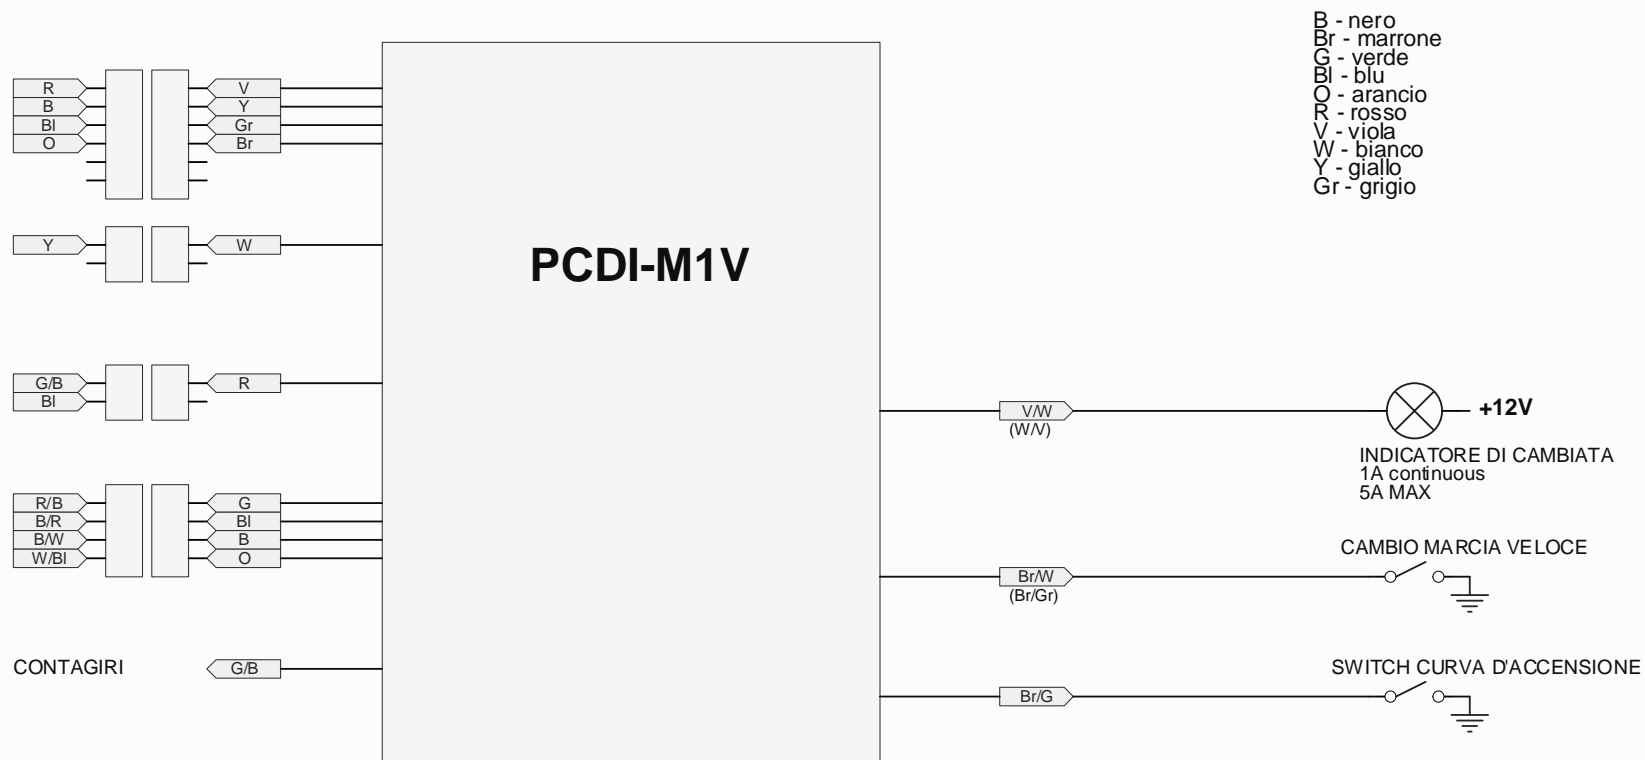 B - nero
Br - marrone
G - verde
Bl - blu
O - arancio
R - rosso
V - viola
W - bianco
Y - giallo
Gr - grigio
R V
B Y
Bl Gr
O Br
Y W
PCDI-M1V
G/B R
Bl
V/W
(W/V)
+12V
INDICATORE DI CAMBIATA
1A continuous
5A MAX
R/B G
B/R Bl
B/W B
W/Bl O
CAMBIO MARCIA VELOCE
Br/W
(Br/Gr)
CONTAGIRI G/B
SWITCH CURVA D'ACCENSIONE
Br/G